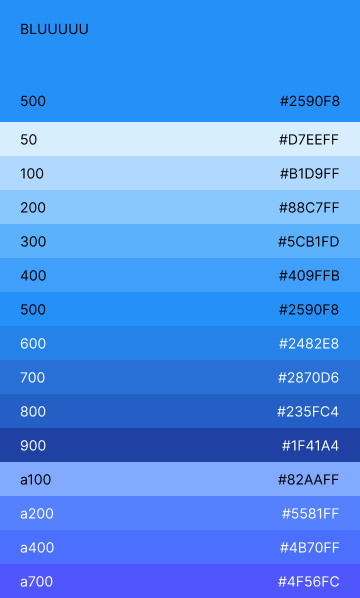 BLUUUUU
500 #2590F8
50 #D7EEFF
100 #B1D9FF
200 #88C7FF
300 #5CB1FD
400 #409FFB
500 #2590F8
600 #2482E8
700 #2870D6
800 #235FC4
900 #1F41A4
a100 #82AAFF
a200 #5581FF
a400 #4B70FF
a700 #4F56FC